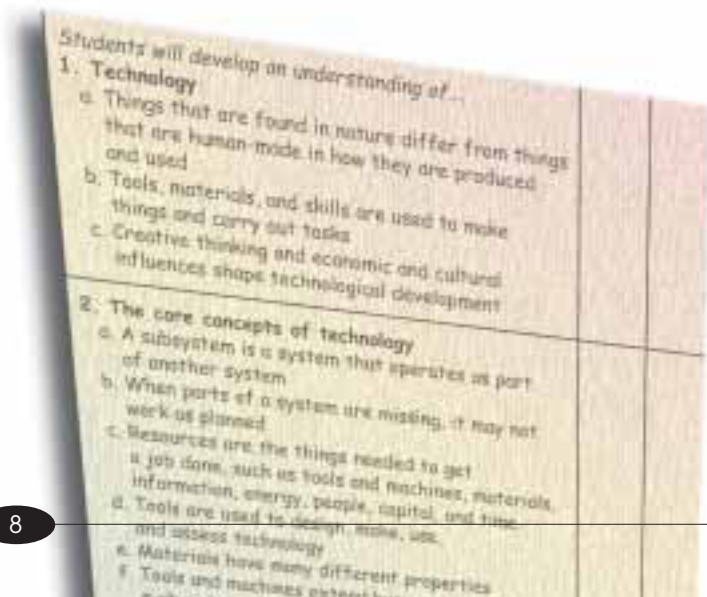 Students will develop an understanding of...
1. Technology
a. Things that are found in nature differ from things
that are human-made in how they are produced
and used
b. Tools, materials, and skills are used to make
things and carry out tasks
c. Creative thinking and economic and cultural
influences shape technological development
2. The core concepts of technology
a. A subsystem is a system that operates as part
of another system
b. When parts of a system are missing, it may not
work as planned
c. Resources are the things needed to get
a job done, such as tools and machines, materials,
information, energy, people, capital, and time
d. Tools are used to design, make, use,
and assess technology
e. Materials have many different properties
f. Tools and machines extend
8